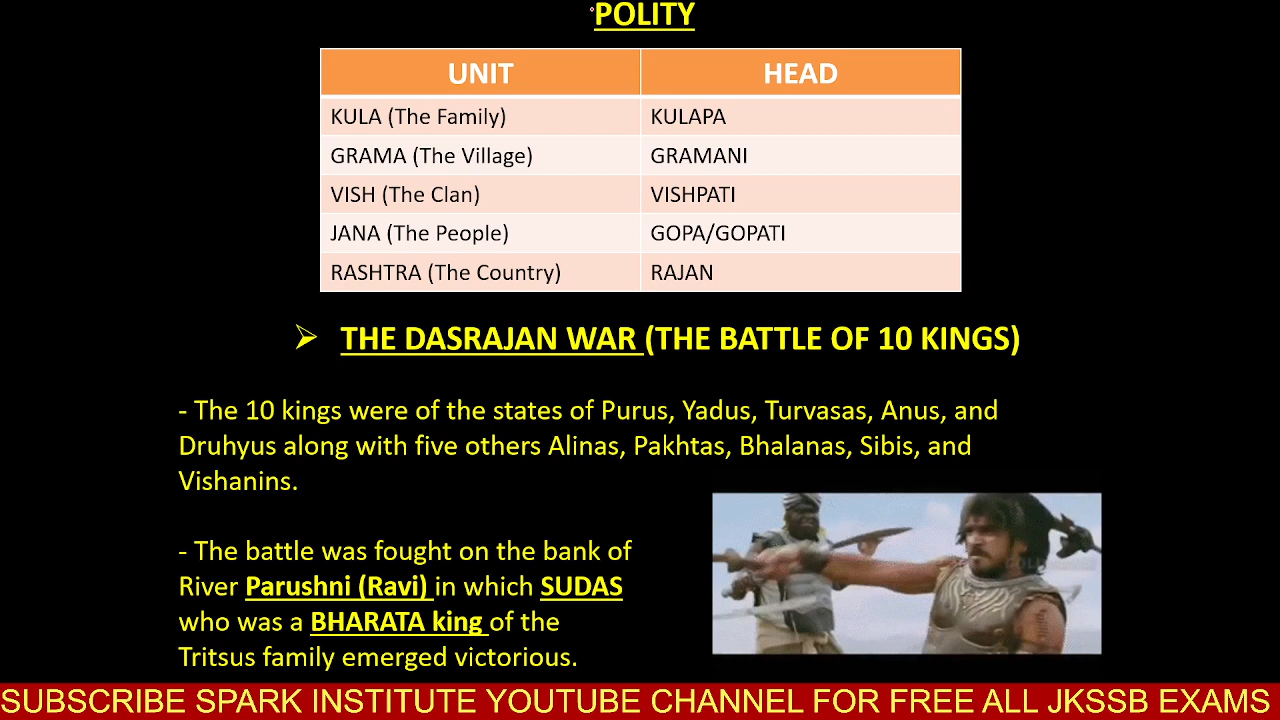 POLITY
UNIT HEAD
KULA (The Family) KULAPA
GRAMA (The Village) GRAMANI
VISH (The Clan) VISHPATI
JANA (The People) GOPA/GOPATI
RASHTRA (The Country) RAJAN
➢ THE DASRAJAN WAR (THE BATTLE OF 10 KINGS)
- The 10 kings were of the states of Purus, Yadus, Turvasas, Anus, and
Druhyus along with five others Alinas, Pakhtas, Bhalanas, Sibis, and
Vishanins.
- The battle was fought on the bank of
River Parushni (Ravi) in which SUDAS
who was a BHARATA king of the
Tritsus family emerged victorious.
SUBSCRIBE SPARK INSTITUTE YOUTUBE CHANNEL FOR FREE ALL JKSSB EXAMS